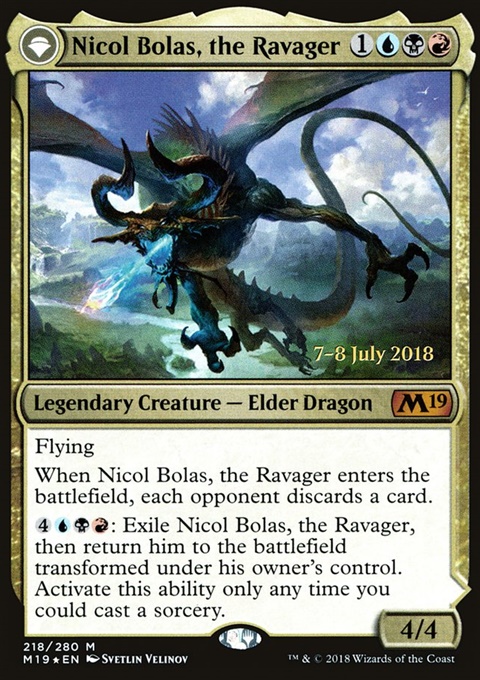 Nicol Bolas, the Ravager 1
7–8 July 2018
Legendary Creature — Elder Dragon M19
Flying
When Nicol Bolas, the Ravager enters the
battlefield, each opponent discards a card.
4: Exile Nicol Bolas, the Ravager,
then return him to the battlefield
transformed under his owner's control.
Activate this ability only any time you
could cast a sorcery.
4/4
218/280 M
M19★EN Svetlin Velinov
™ & © 2018 Wizards of the Coast